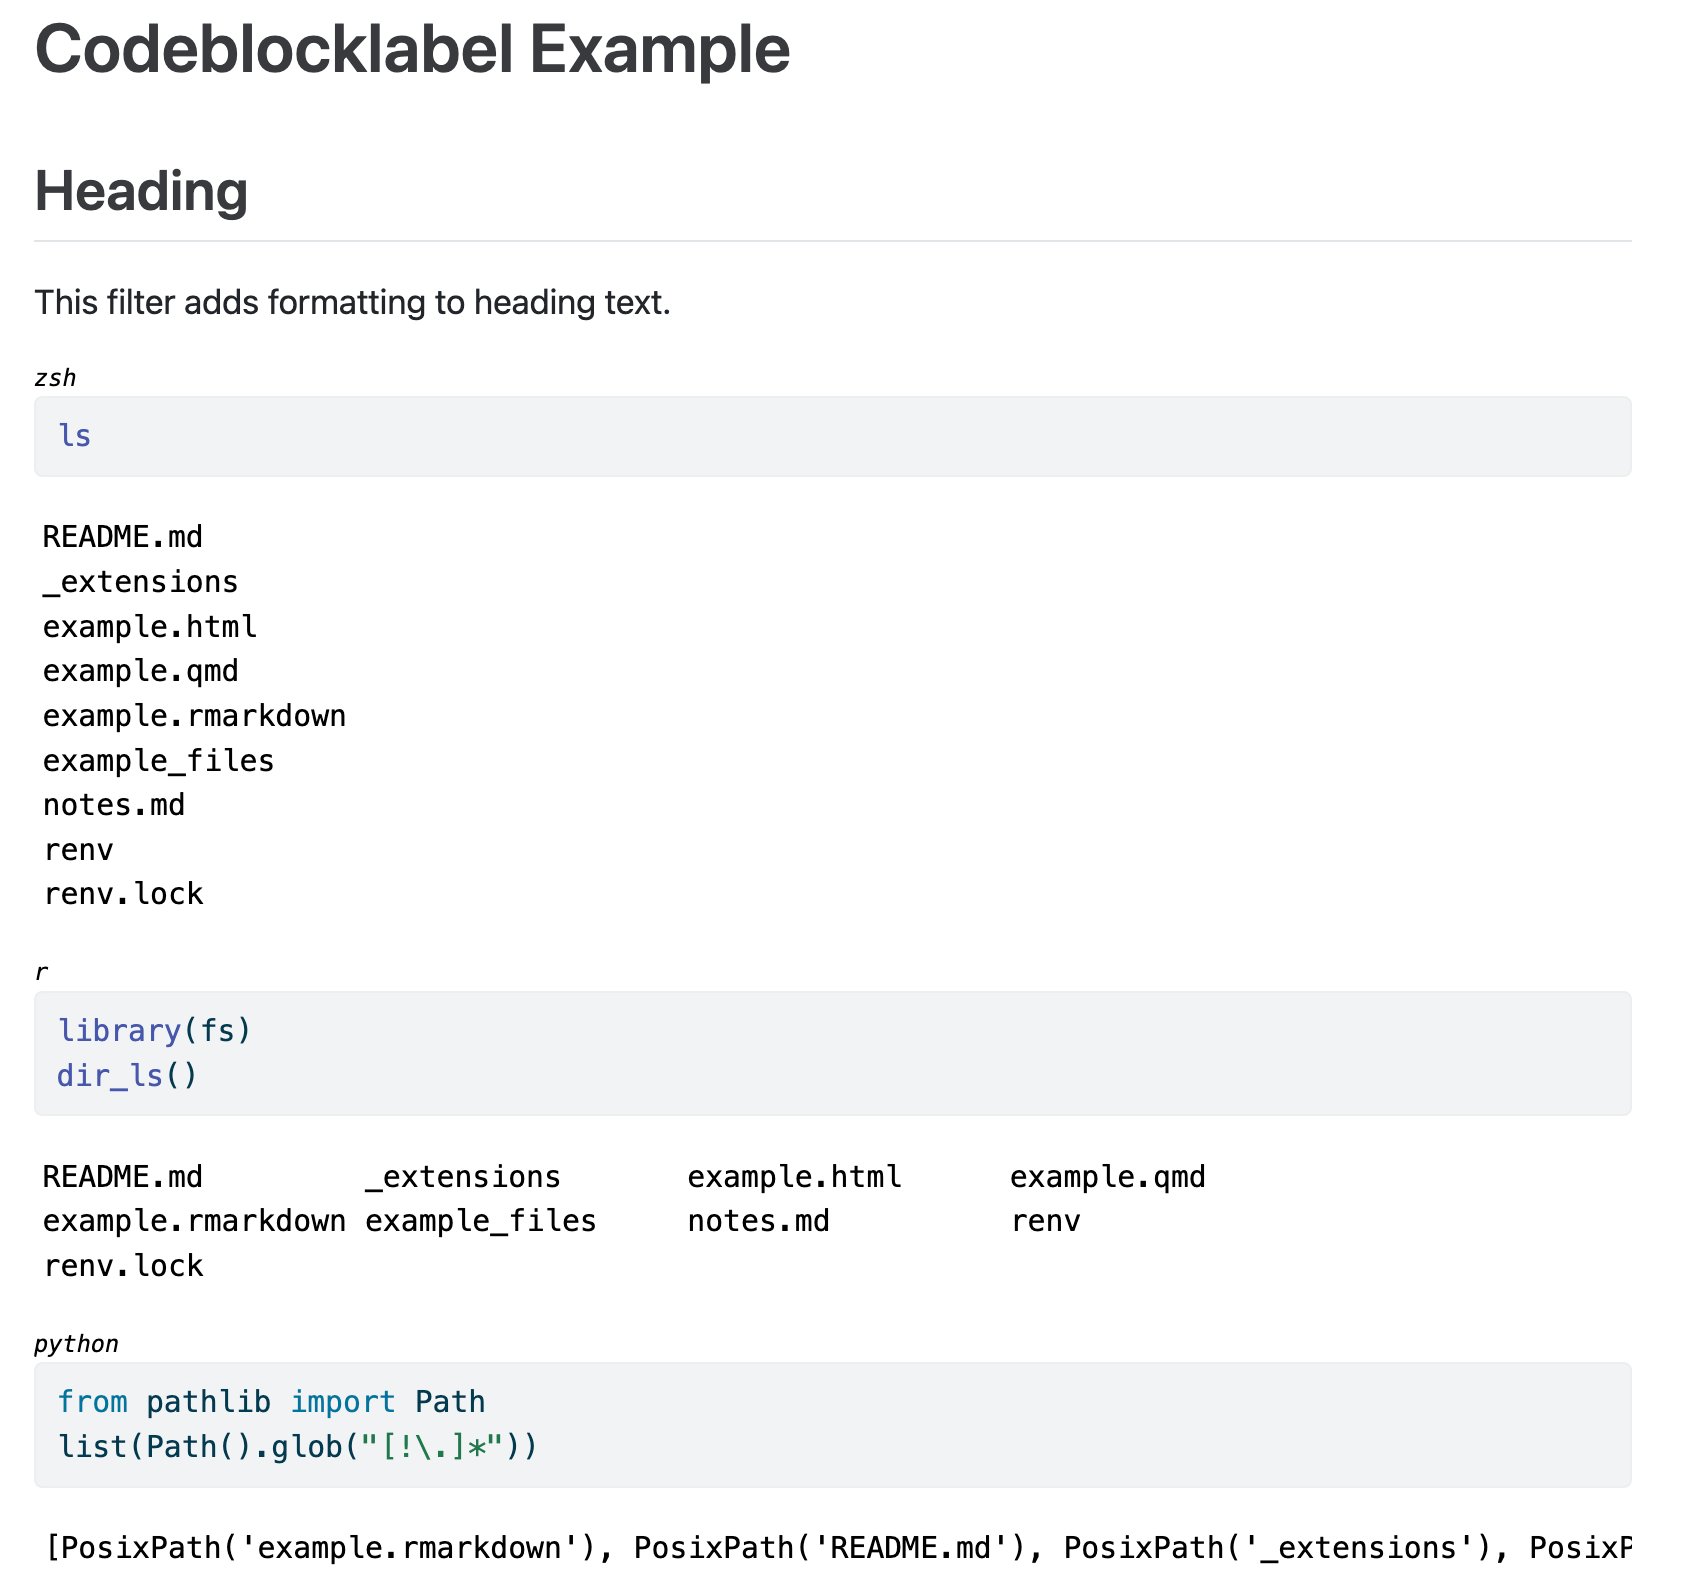 Codeblocklabel Example
Heading
This filter adds formatting to heading text.
zsh
ls
README.md
_extensions
example.html
example.qmd
example.rmarkdown
example_files
notes.md
renv
renv.lock
r
library(fs)
dir_ls()
README.md         _extensions       example.html      example.qmd
example.rmarkdown example_files     notes.md          renv
renv.lock
python
from pathlib import Path
list(Path().glob("[!\.]*"))
[PosixPath('example.rmarkdown'), PosixPath('README.md'), PosixPath('_extensions'), PosixP